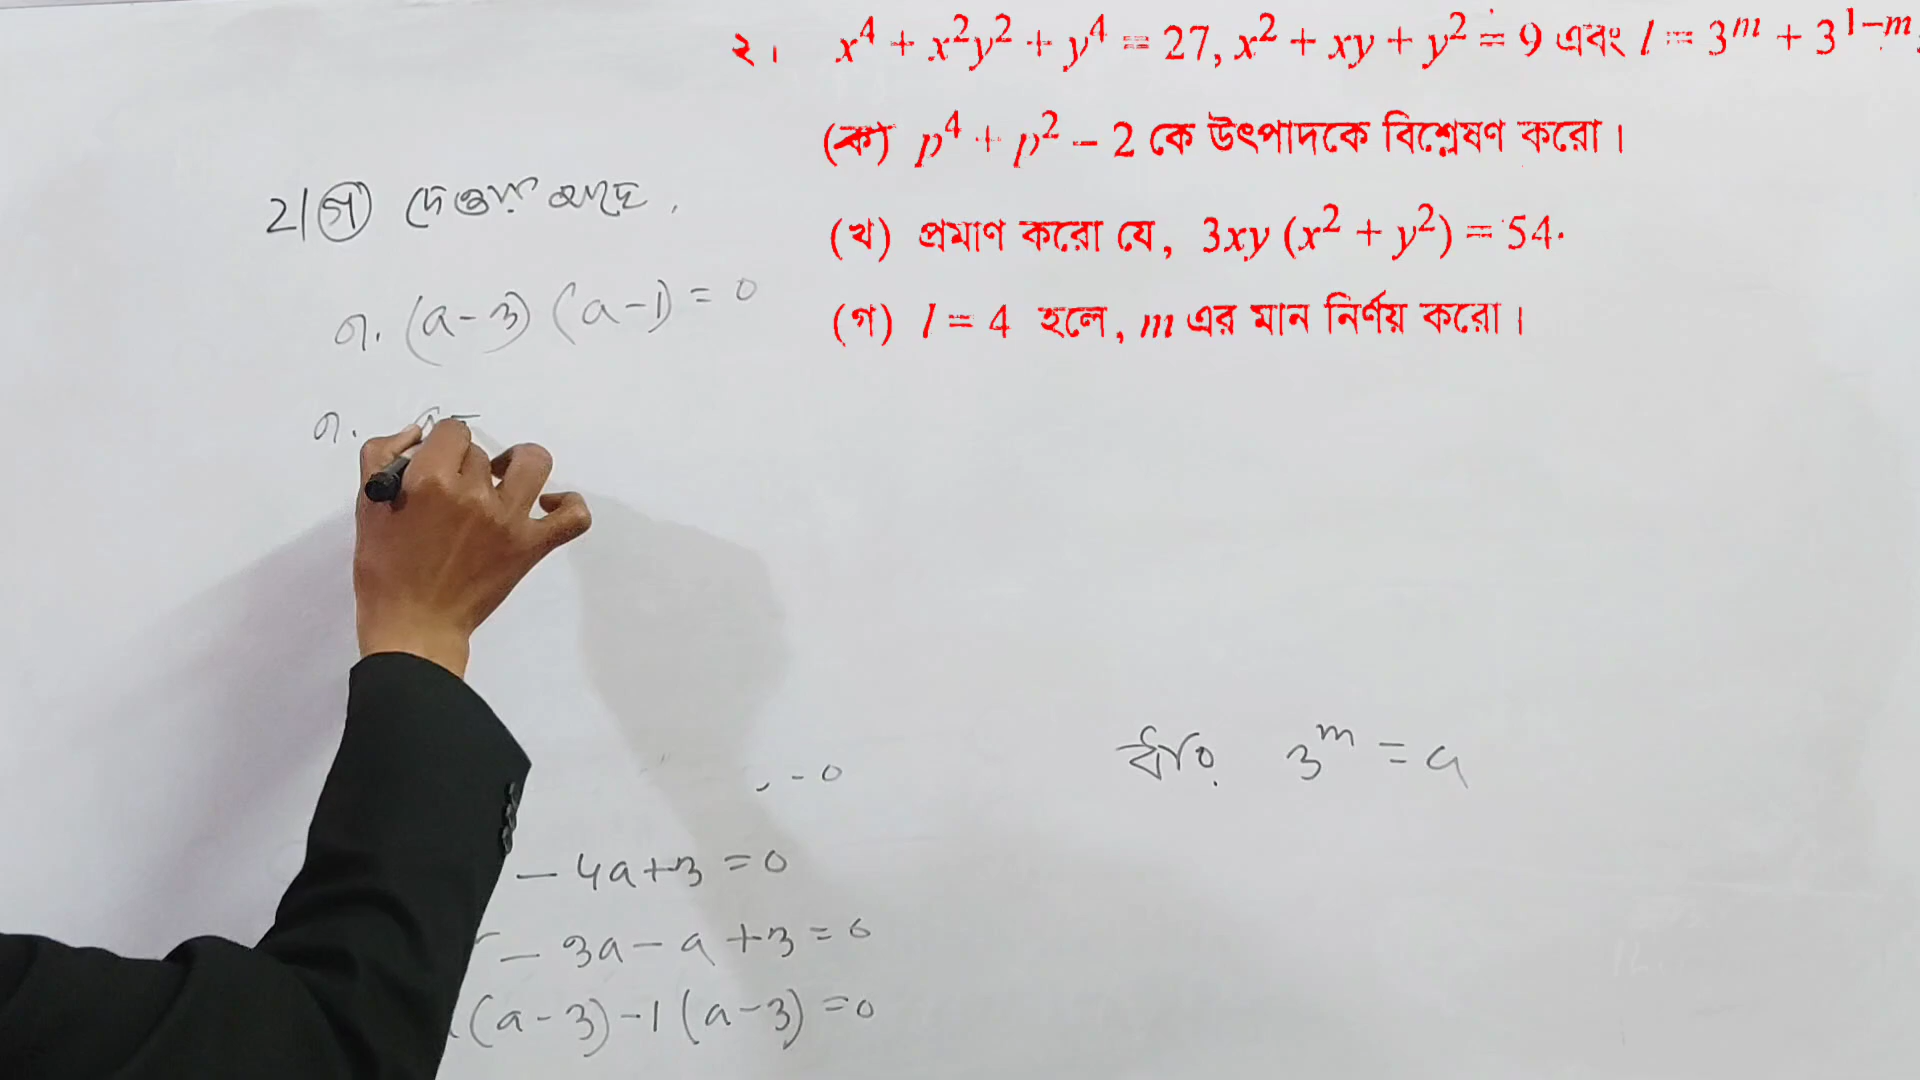 ২। x⁴ + x²y² + y⁴ = 27, x² + xy + y² = 9 এবং l = 3ᵐ + 3¹⁻ᵐ
(ক) p⁴ + p² − 2 কে উৎপাদকে বিশ্লেষণ করো।
(খ) প্রমাণ করো যে, 3xy (x² + y²) = 54.
(গ) l = 4 হলে, m এর মান নির্ণয় করো।
2|(গ) দেওয়া আছে,
বা, (a-3) (a-1) = 0
বা,
- 0
ধরি, 3ᵐ = a
- 4a+3 = 0
- 3a - a +3 = 0
(a-3) -1 (a-3) = 0